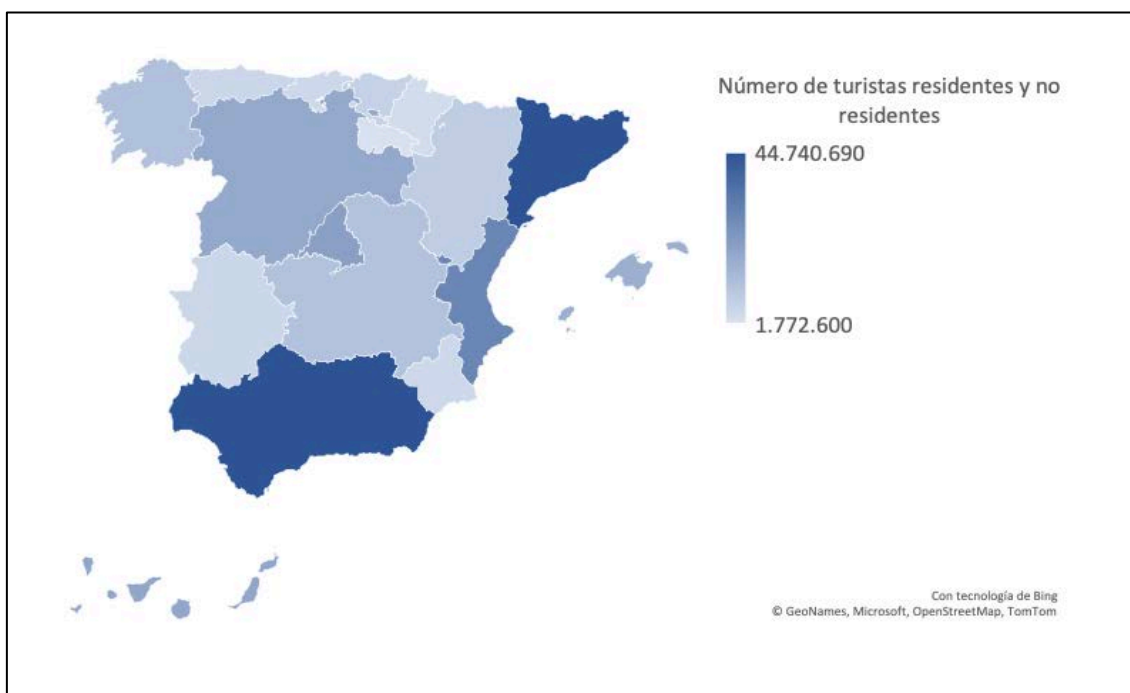 Número de turistas residentes y no
residentes
44.740.690
1.772.600
Con tecnología de Bing
© GeoNames, Microsoft, OpenStreetMap, TomTom